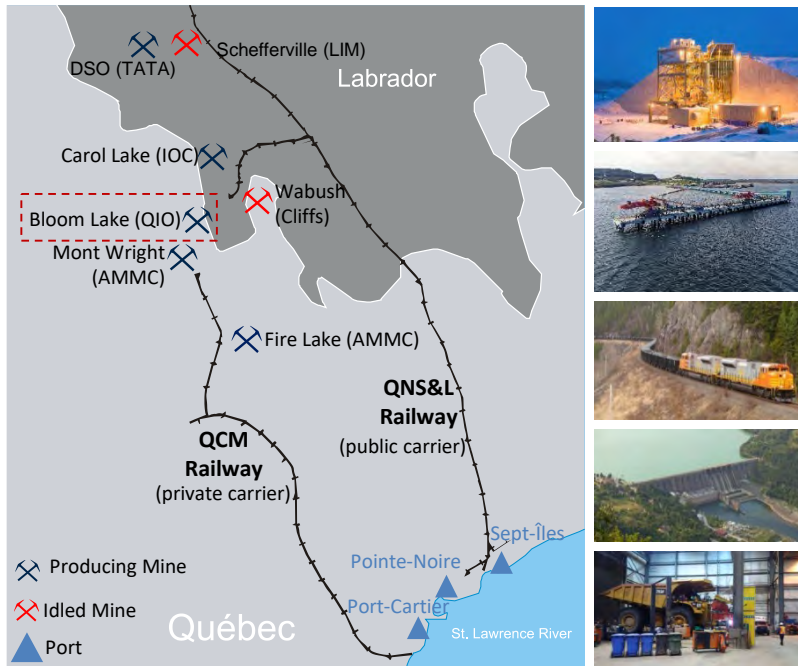 Schefferville (LIM)
DSO (TATA)
Labrador
Carol Lake (IOC)
Wabush
(Cliffs)
Bloom Lake (QIO)
Mont Wright
(AMMC)
Fire Lake (AMMC)
QNS&L
Railway
(public carrier)
QCM
Railway
(private carrier)
Sept-Îles
Pointe-Noire
Port-Cartier
Producing Mine
Idled Mine
Port
Québec
St. Lawrence River